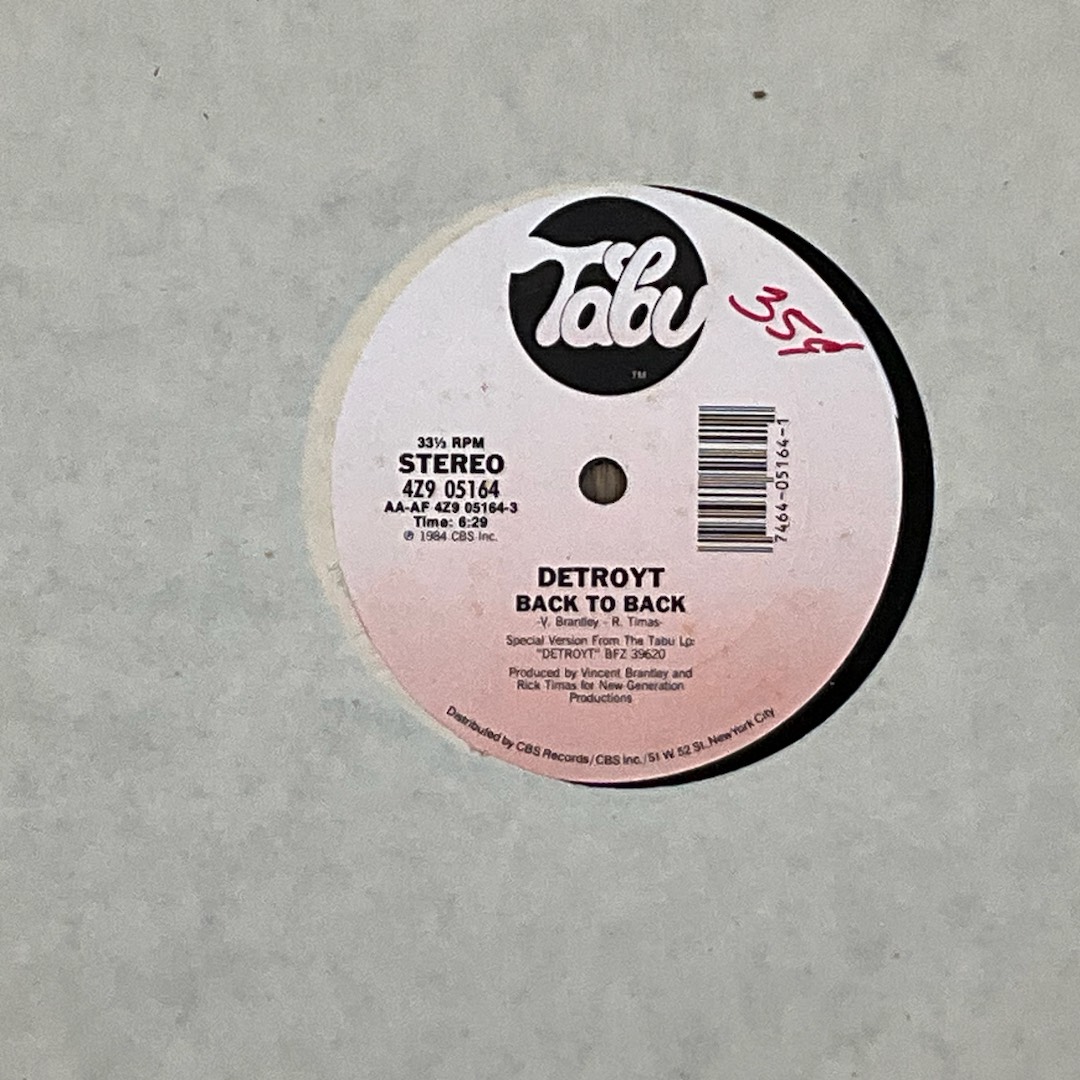 Tabu
TM
35¢
33⅓ RPM
STEREO
4Z9 05164
AA-AF 4Z9 05164-3
Time: 6:29
℗ 1984 CBS Inc.
7464-05164-1
DETROYT
BACK TO BACK
-V. Brantley - R. Timas-
Special Version From The Tabu Lp:
"DETROYT" BFZ 39620
Produced by Vincent Brantley and
Rick Timas for New Generation
Productions
Distributed by CBS Records/CBS Inc./51 W. 52 St. New York City